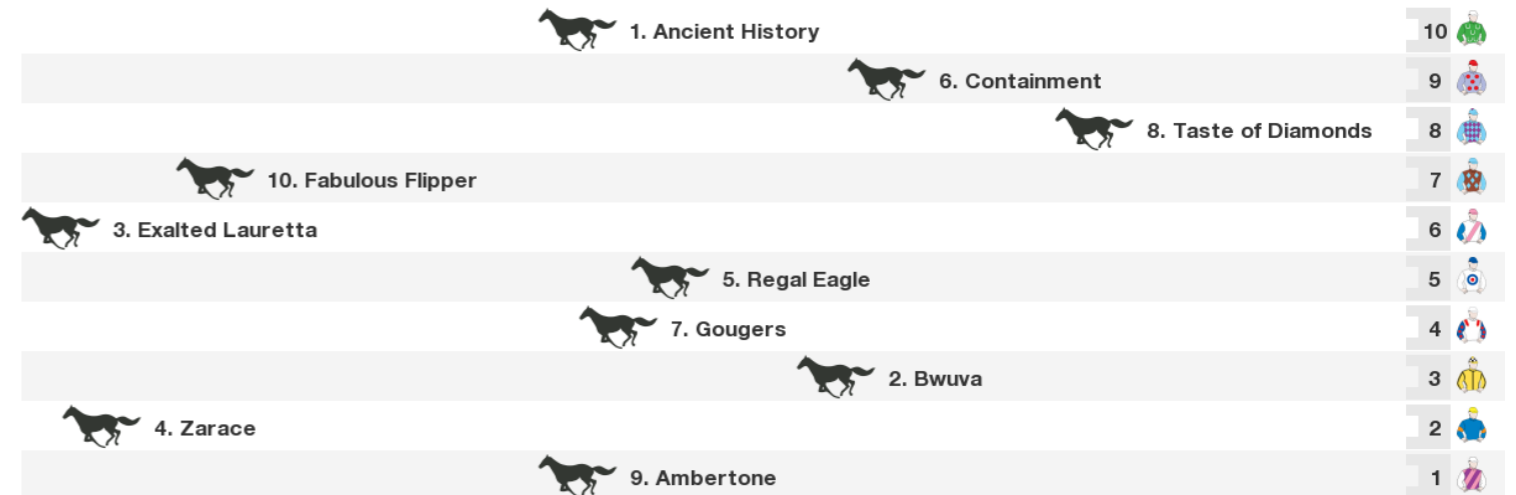 1. Ancient History 10
6. Containment 9
8. Taste of Diamonds 8
10. Fabulous Flipper 7
3. Exalted Lauretta 6
5. Regal Eagle 5
7. Gougers 4
2. Bwuva 3
4. Zarace 2
9. Ambertone 1